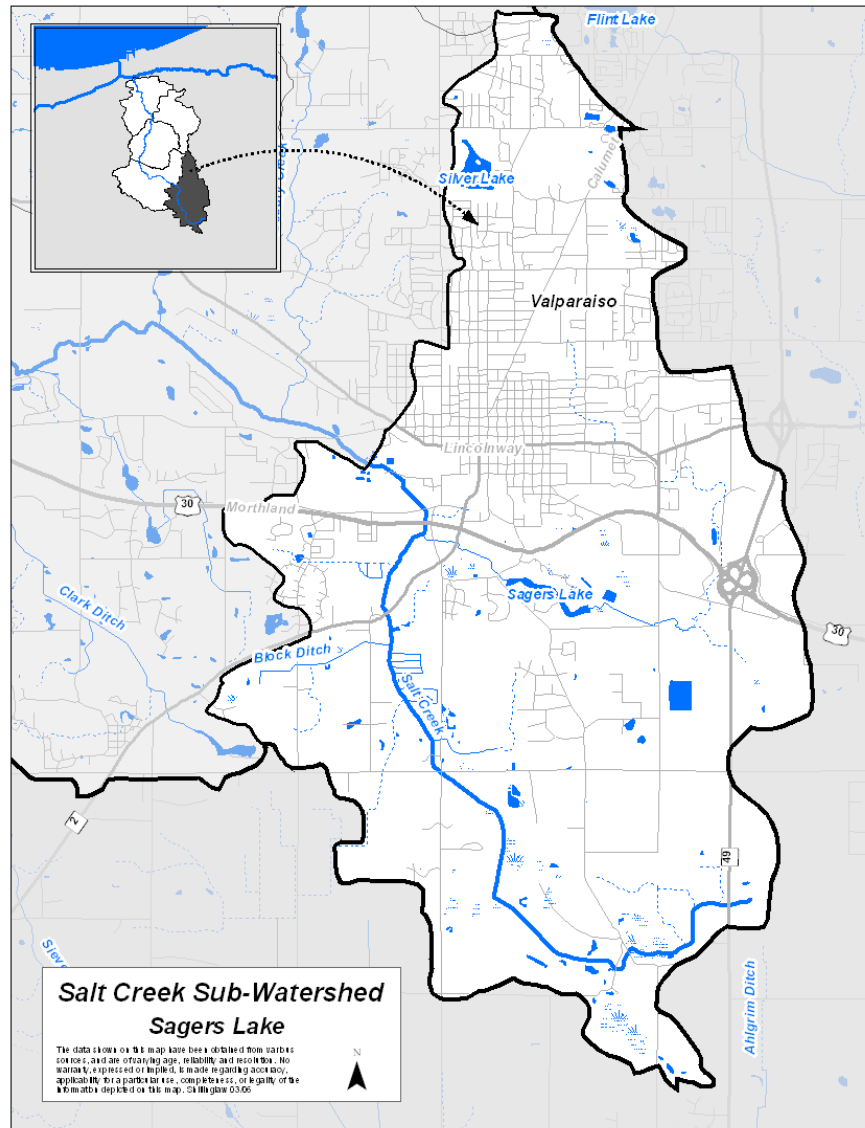 Flint Lake
Calumet
Silver Lake
Creek
Valparaiso
Lincolnway
30
Morthland
Clark Ditch
Sagers Lake
30
Block Ditch
Salt Creek
2
49
Ahlgrim Ditch
Salt Creek Sub-Watershed
Sagers Lake
The data shown on this map have been obtained from various
sources, and are of varying age, reliability and resolution. No
warranty, expressed or implied, is made regarding accuracy,
applicability for a particular use, completeness, or legality of the
information depicted on this map. Shillinglaw 03/06
N